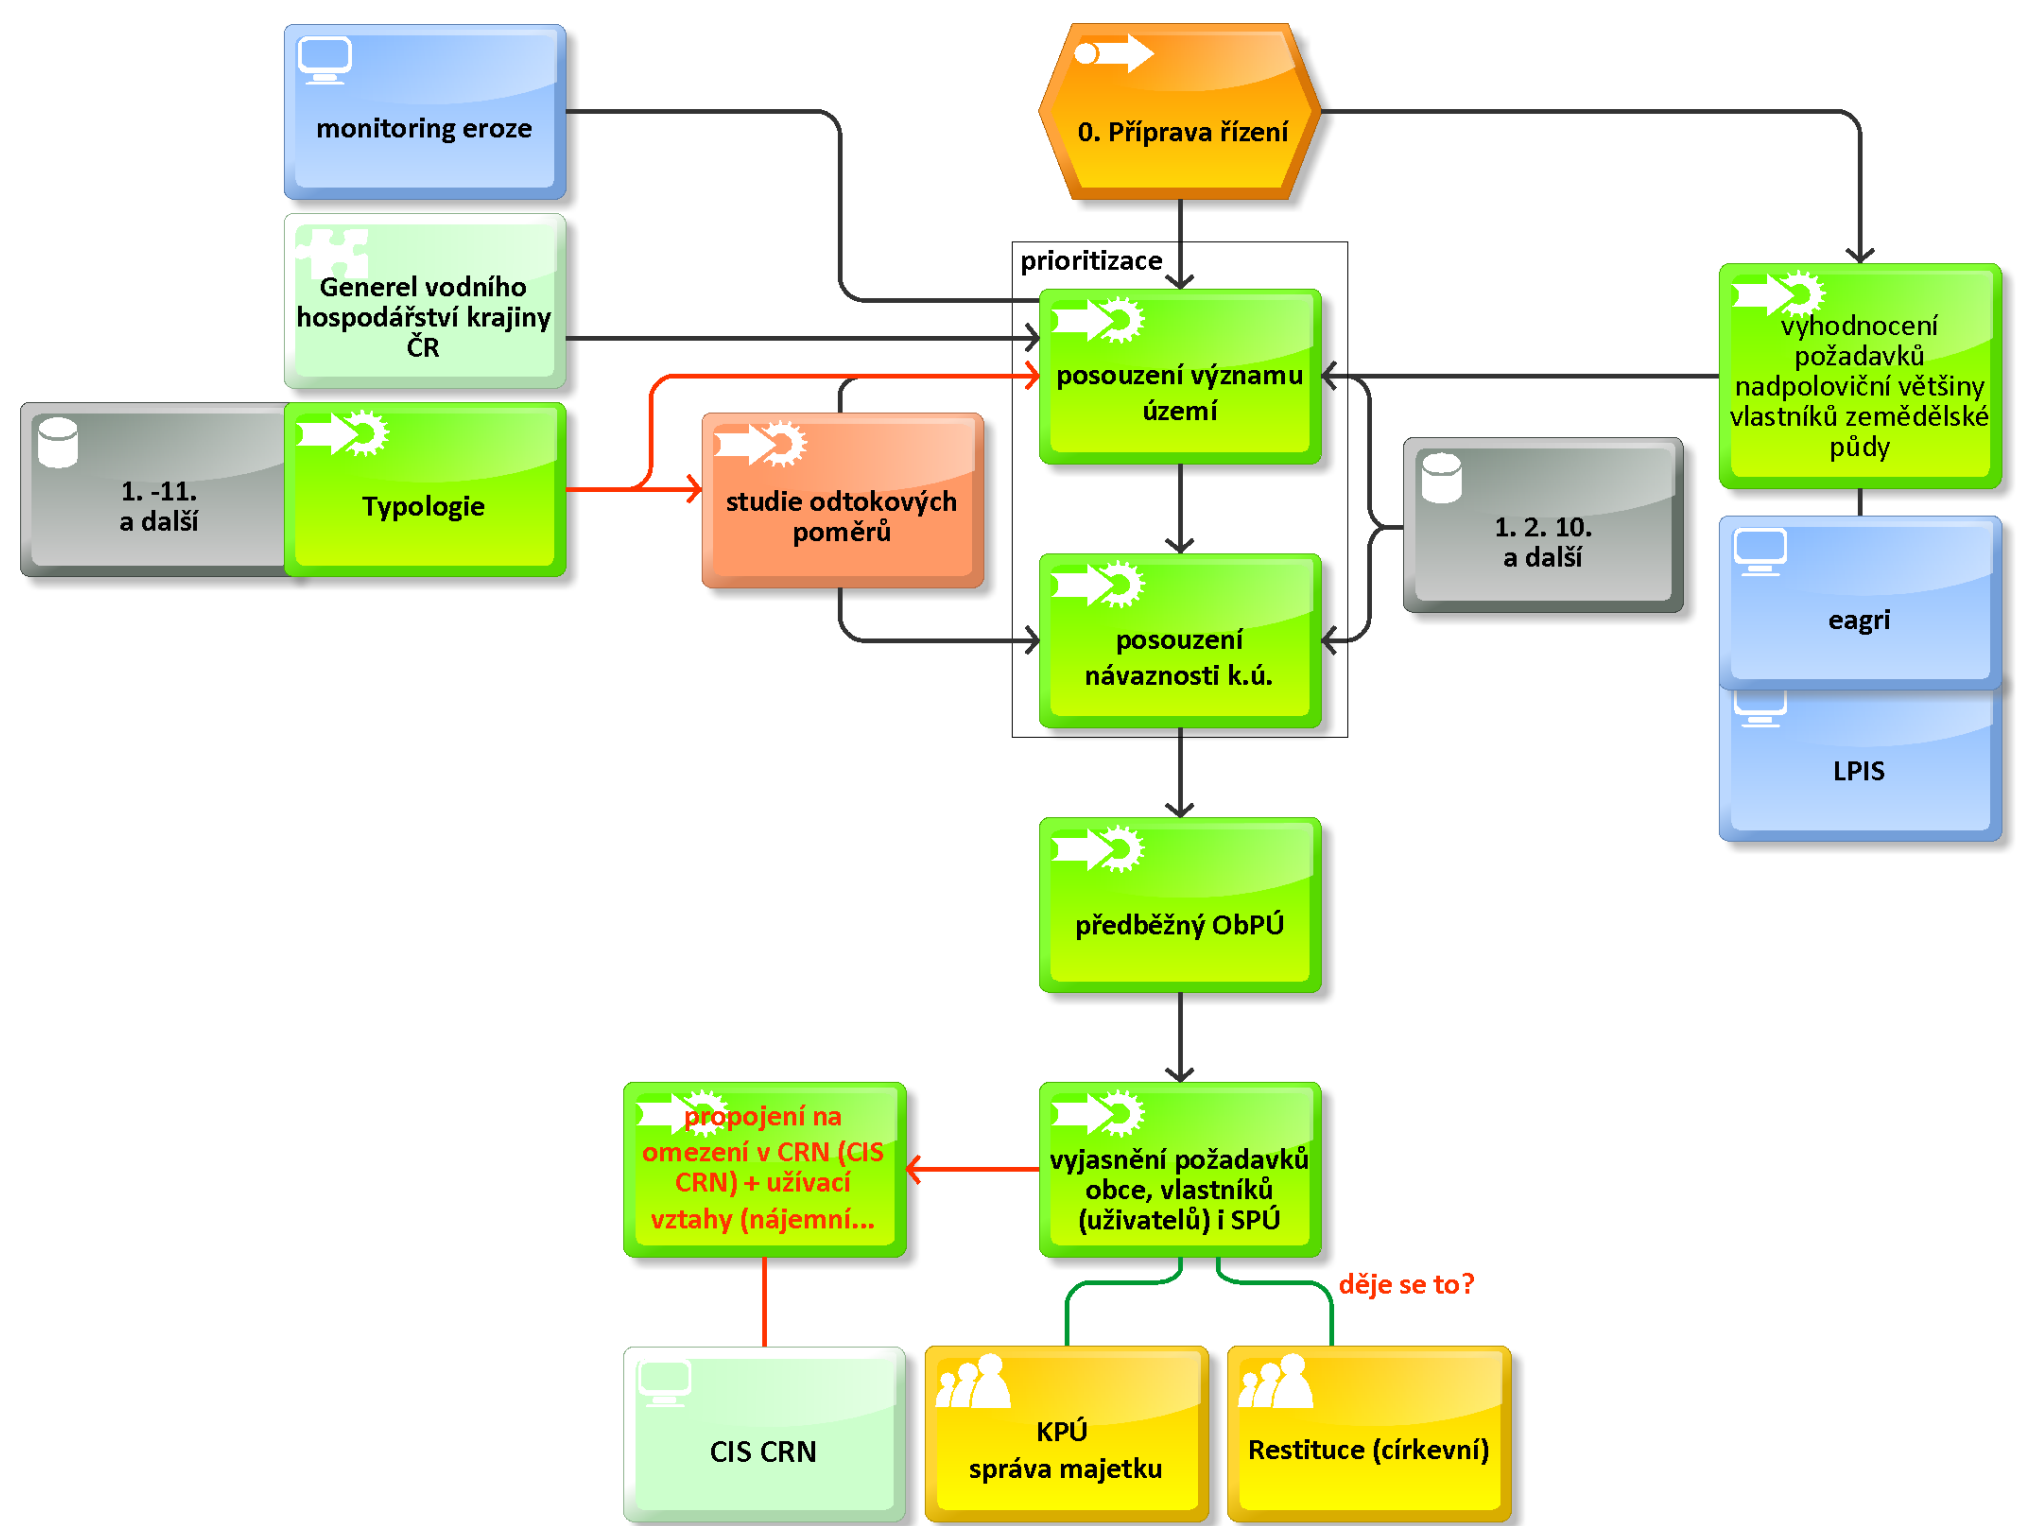 monitoring eroze
0. Příprava řízení
prioritizace
Generel vodního
hospodářství krajiny
ČR
posouzení významu
území
vyhodnocení
požadavků
nadpoloviční většiny
vlastníků zemědělské
půdy
1. -11.
a další
Typologie
studie odtokových
poměrů
1. 2. 10.
a další
eagri
posouzení
návaznosti k.ú.
LPIS
předběžný ObPÚ
propojení na
omezení v CRN (CIS
CRN) + užívací
vztahy (nájemní...
vyjasnění požadavků
obce, vlastníků
(uživatelů) i SPÚ
děje se to?
CIS CRN
KPÚ
správa majetku
Restituce (církevní)